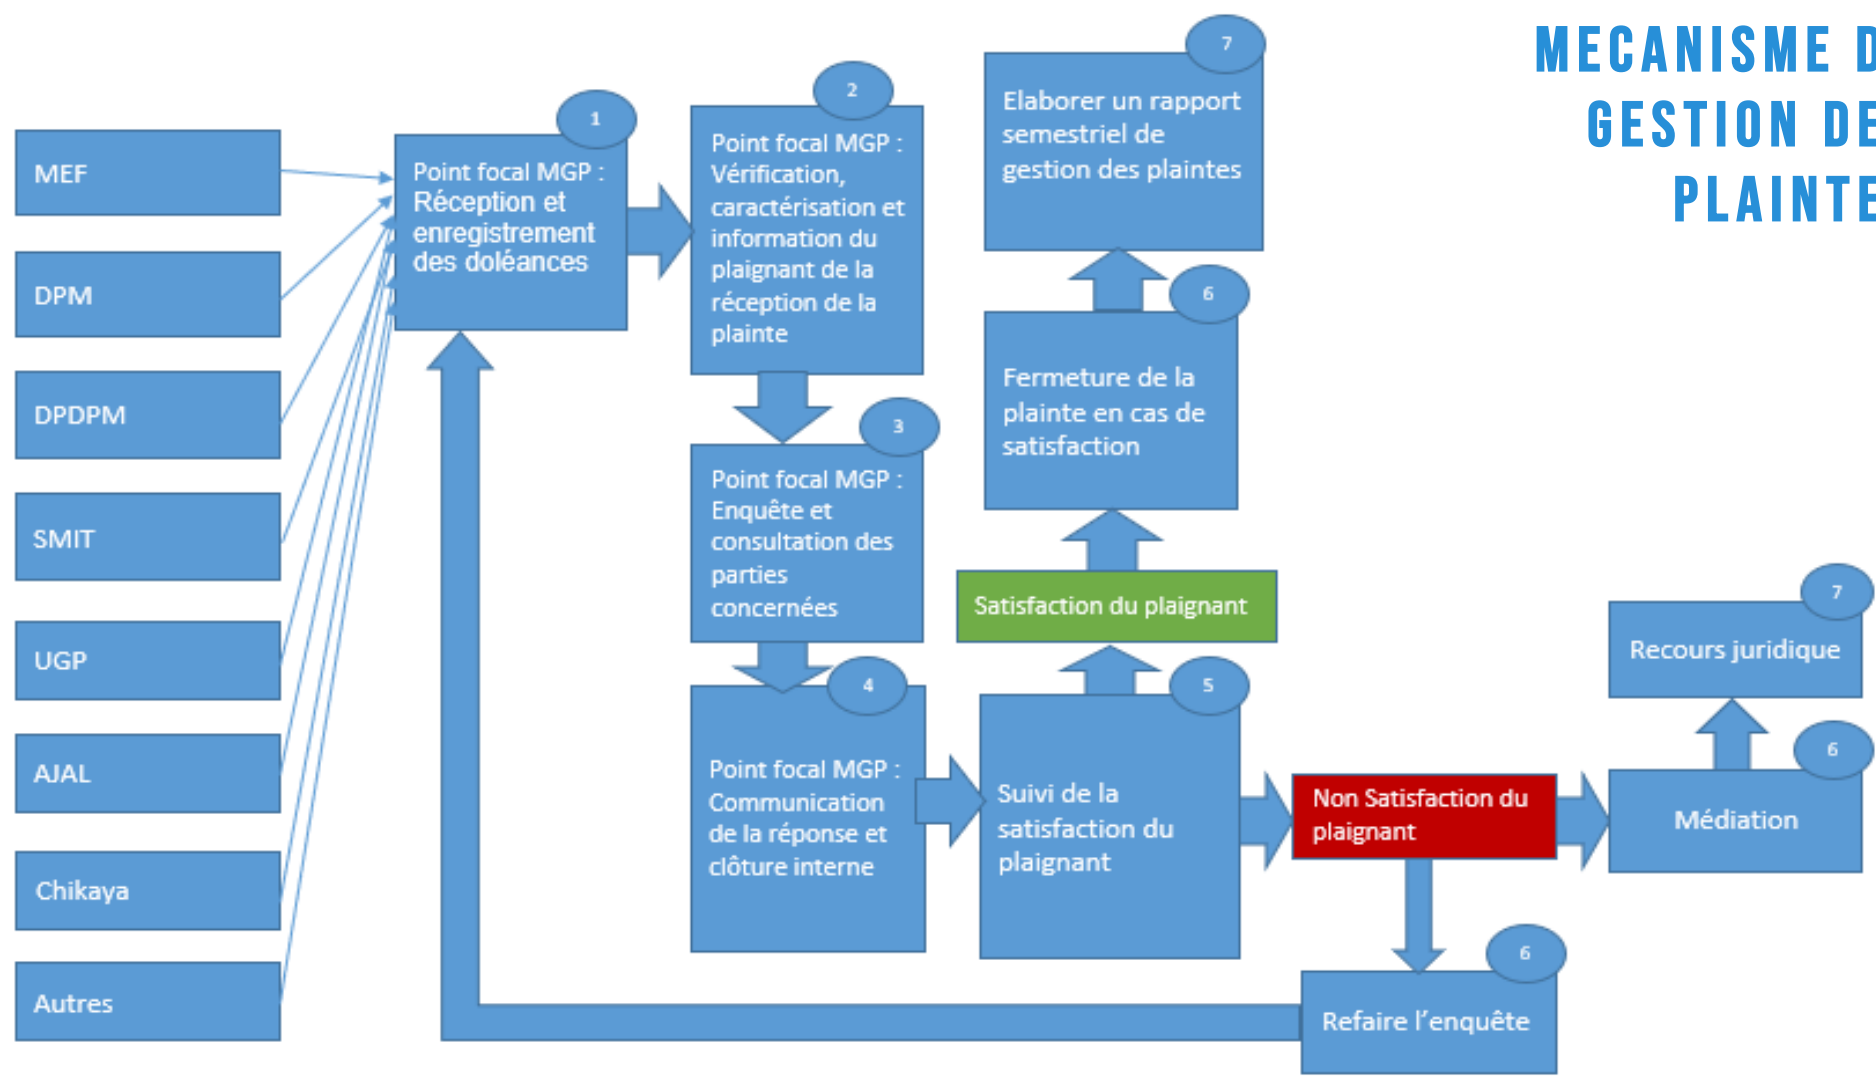 MECANISME D
GESTION DE
PLAINTE
MEF
DPM
DPDPM
SMIT
UGP
AJAL
Chikaya
Autres
1
Point focal MGP :
Réception et
enregistrement
des doléances
2
Point focal MGP :
Vérification,
caractérisation et
information du
plaignant de la
réception de la
plainte
3
Point focal MGP :
Enquête et
consultation des
parties
concernées
4
Point focal MGP :
Communication
de la réponse et
clôture interne
5
Suivi de la
satisfaction du
plaignant
Satisfaction du plaignant
6
Fermeture de la
plainte en cas de
satisfaction
7
Elaborer un rapport
semestriel de
gestion des plaintes
Non Satisfaction du
plaignant
6
Médiation
7
Recours juridique
6
Refaire l'enquête